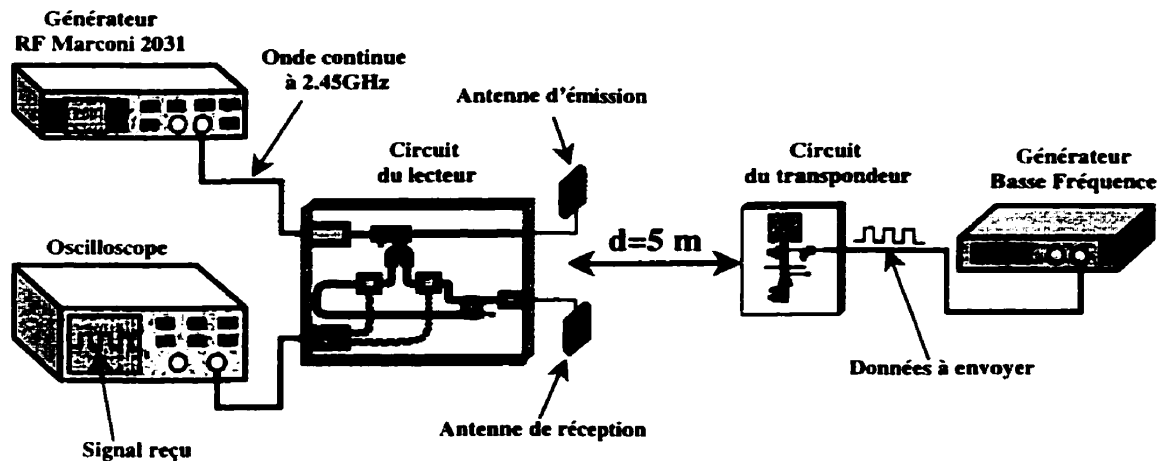 Générateur
RF Marconi 2031
Onde continue
à 2.45GHz
Antenne d'émission
Circuit
du lecteur
Circuit
du transpondeur
Générateur
Basse Fréquence
Oscilloscope
d=5 m
Données à envoyer
Antenne de réception
Signal reçu